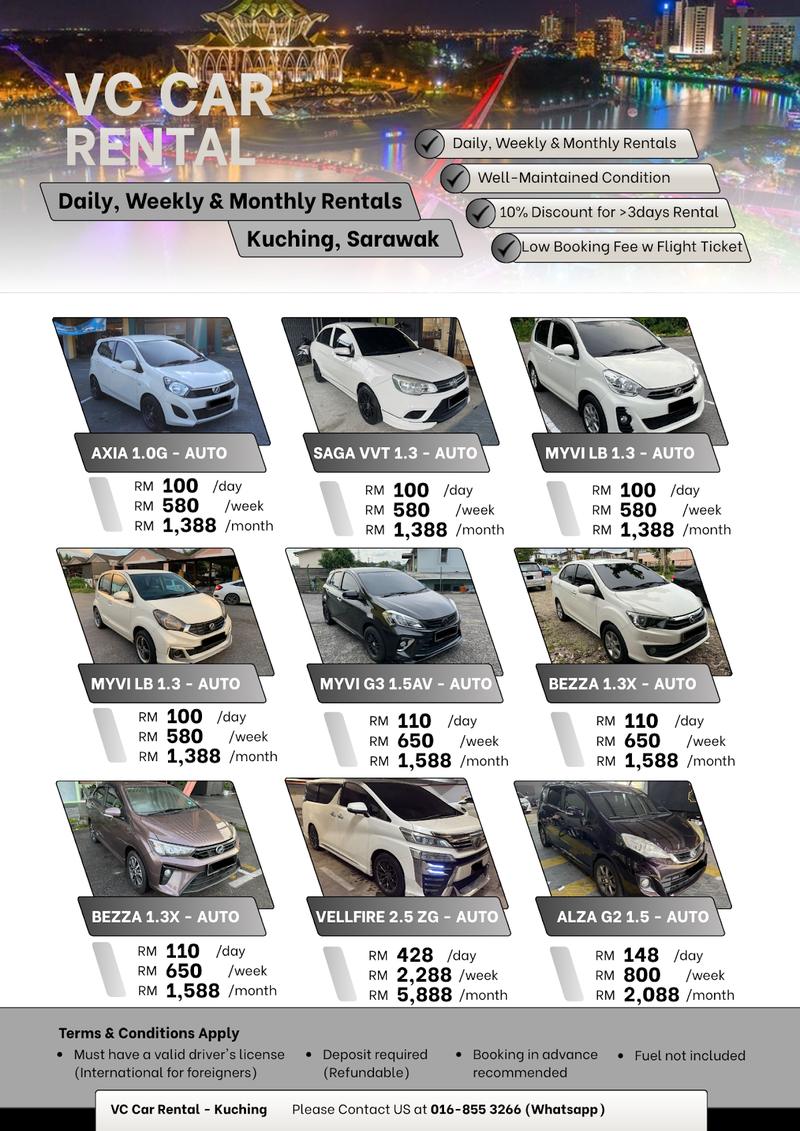 VC CAR
RENTAL
Daily, Weekly & Monthly Rentals
Kuching, Sarawak
Daily, Weekly & Monthly Rentals
Well-Maintained Condition
10% Discount for >3days Rental
Low Booking Fee w Flight Ticket
AXIA 1.0G - AUTO
RM 100 /day
RM 580 /week
RM 1,388 /month
SAGA VVT 1.3 - AUTO
RM 100 /day
RM 580 /week
RM 1,388 /month
MYVI LB 1.3 - AUTO
RM 100 /day
RM 580 /week
RM 1,388 /month
MYVI LB 1.3 - AUTO
RM 100 /day
RM 580 /week
RM 1,388 /month
MYVI G3 1.5AV - AUTO
RM 110 /day
RM 650 /week
RM 1,588 /month
BEZZA 1.3X - AUTO
RM 110 /day
RM 650 /week
RM 1,588 /month
BEZZA 1.3X - AUTO
RM 110 /day
RM 650 /week
RM 1,588 /month
VELLFIRE 2.5 ZG - AUTO
RM 428 /day
RM 2,288 /week
RM 5,888 /month
ALZA G2 1.5 - AUTO
RM 148 /day
RM 800 /week
RM 2,088 /month
Terms & Conditions Apply
• Must have a valid driver's license
(International for foreigners)
• Deposit required
(Refundable)
• Booking in advance
recommended
• Fuel not included
VC Car Rental - Kuching Please Contact US at 016-855 3266 (Whatsapp)